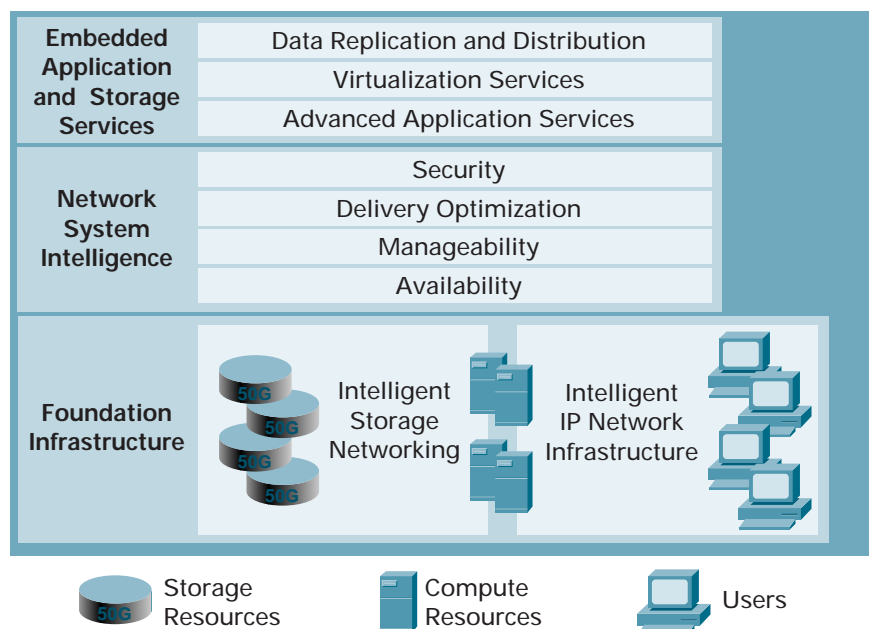 Embedded
Application
and Storage
Services
Data Replication and Distribution
Virtualization Services
Advanced Application Services
Network
System
Intelligence
Security
Delivery Optimization
Manageability
Availability
Foundation
Infrastructure
50G
50G
50G
50G
Intelligent
Storage
Networking
Intelligent
IP Network
Infrastructure
50G
Storage
Resources
Compute
Resources
Users